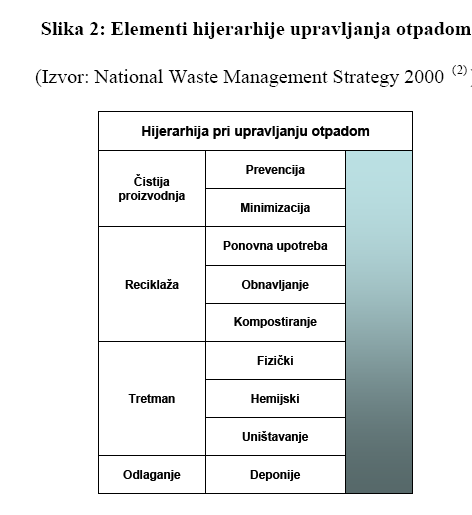 Slika 2: Elementi hijerarhije upravljanja otpadom
(Izvor: National Waste Management Strategy 2000 (2))
Hijerarhija pri upravljanju otpadom
Čistija
proizvodnja
Prevencija
Minimizacija
Reciklaža
Ponovna upotreba
Obnavljanje
Kompostiranje
Tretman
Fizički
Hemijski
Uništavanje
Odlaganje
Deponije